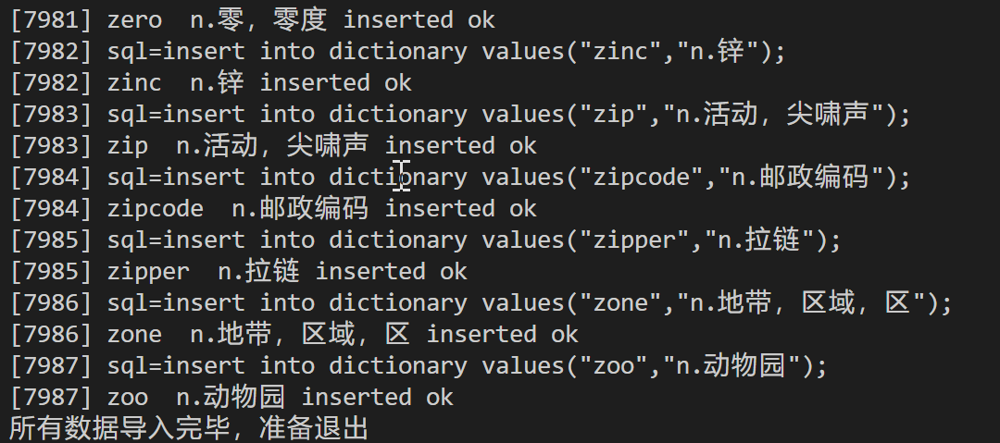 [7981] zero  n.零，零度 inserted ok
[7982] sql=insert into dictionary values("zinc","n.锌");
[7982] zinc  n.锌 inserted ok
[7983] sql=insert into dictionary values("zip","n.活动，尖啸声");
[7983] zip  n.活动，尖啸声 inserted ok
[7984] sql=insert into dictionary values("zipcode","n.邮政编码");
[7984] zipcode  n.邮政编码 inserted ok
[7985] sql=insert into dictionary values("zipper","n.拉链");
[7985] zipper  n.拉链 inserted ok
[7986] sql=insert into dictionary values("zone","n.地带，区域，区");
[7986] zone  n.地带，区域，区 inserted ok
[7987] sql=insert into dictionary values("zoo","n.动物园");
[7987] zoo  n.动物园 inserted ok
所有数据导入完毕，准备退出